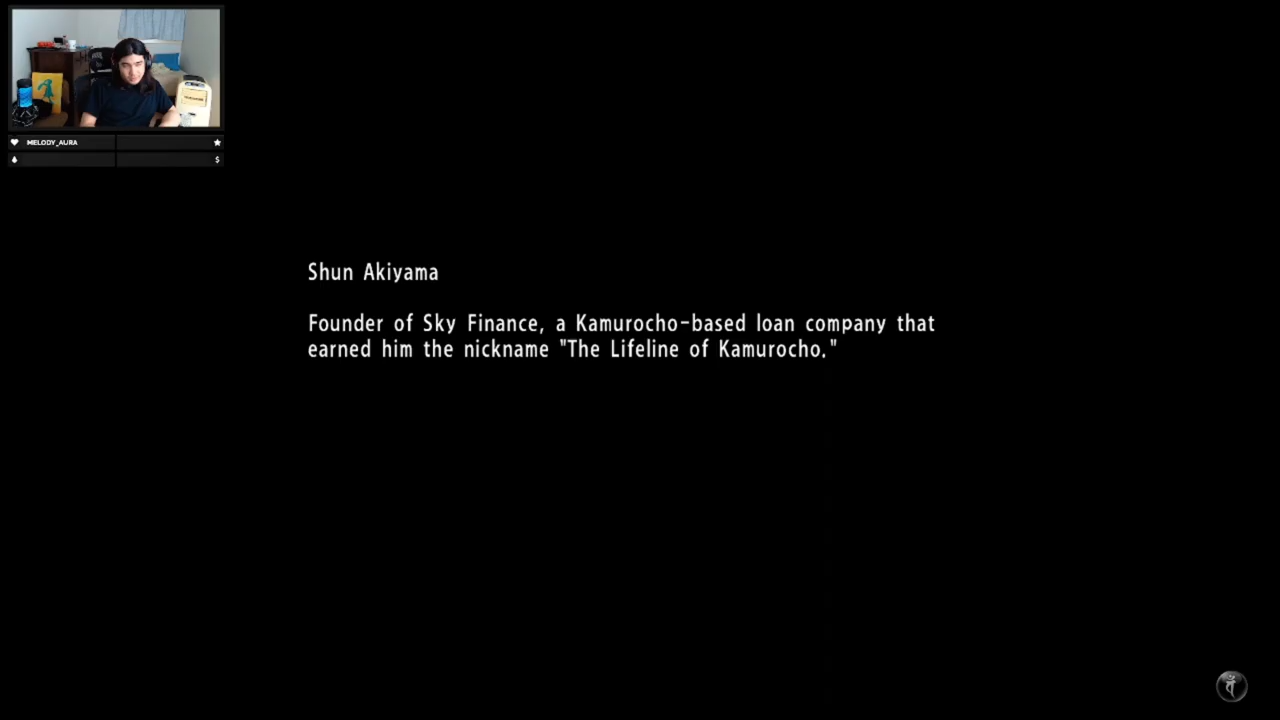 MELODY_AURA
$
Shun Akiyama
Founder of Sky Finance, a Kamurocho-based loan company that
earned him the nickname "The Lifeline of Kamurocho."